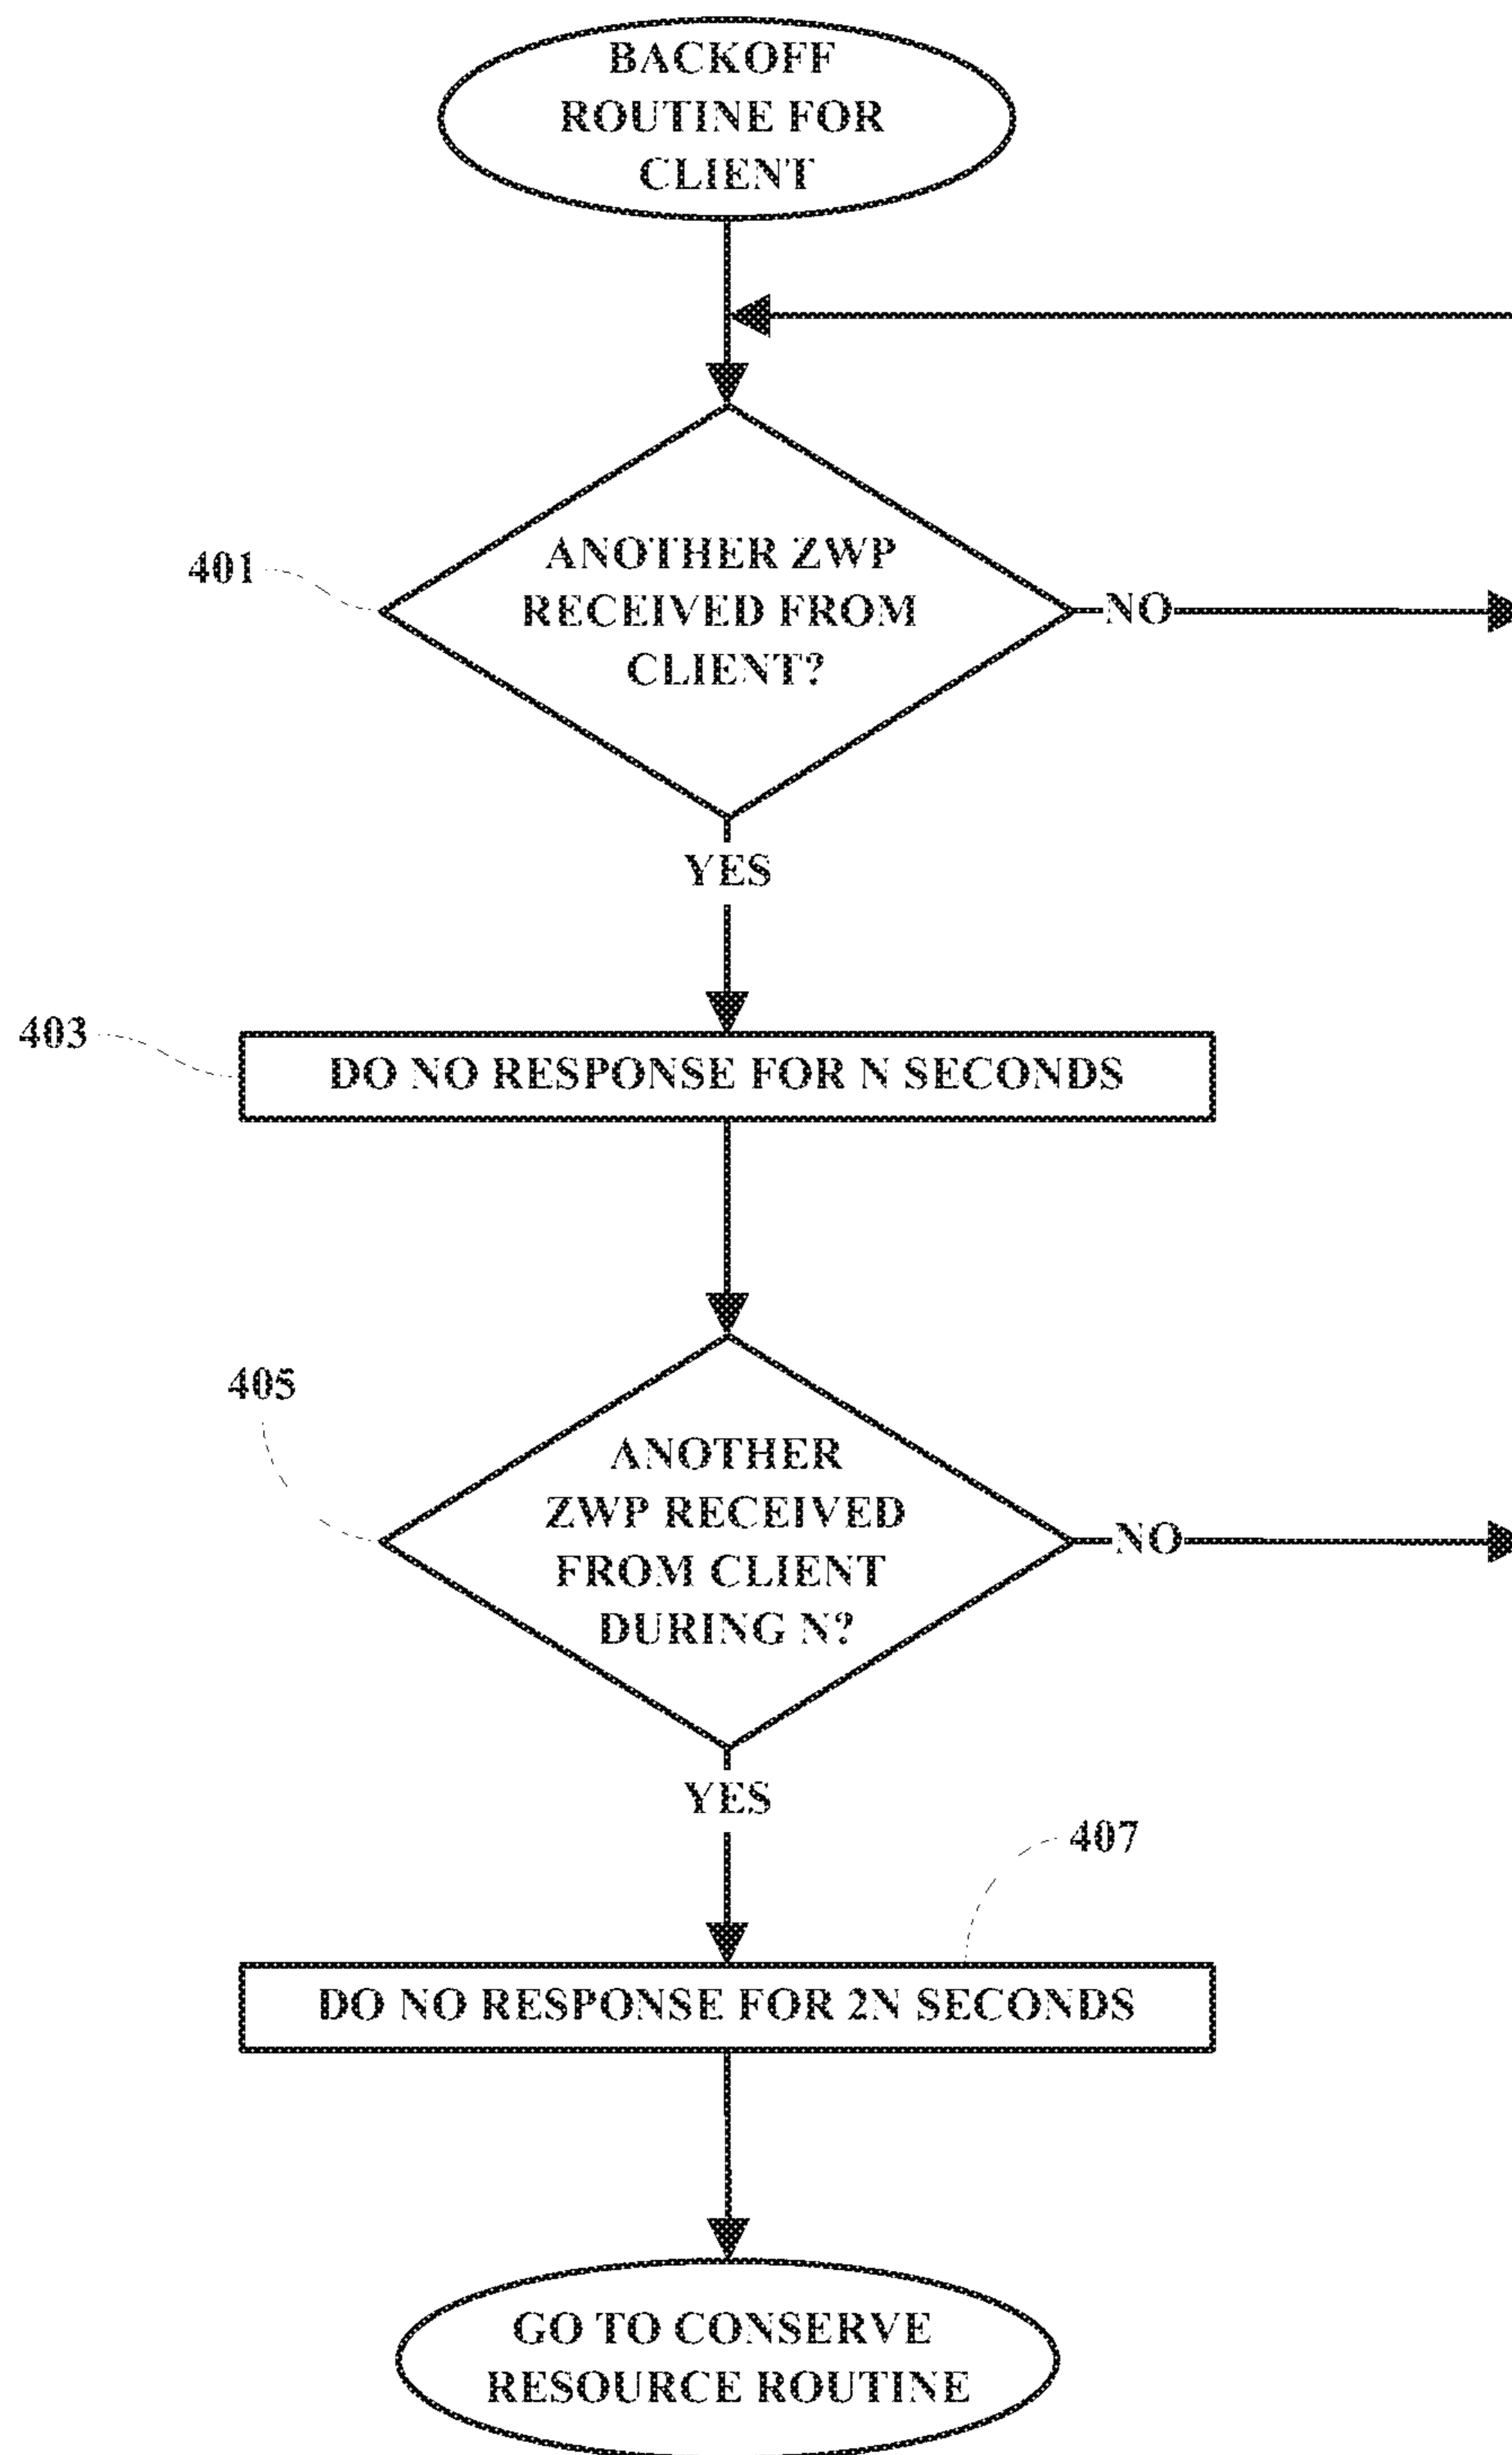 BACKOFF
ROUTINE FOR
CLIENT
401
ANOTHER ZWP
RECEIVED FROM
CLIENT?
NO
YES
403
DO NO RESPONSE FOR N SECONDS
405
ANOTHER
ZWP RECEIVED
FROM CLIENT
DURING N?
NO
YES
407
DO NO RESPONSE FOR 2N SECONDS
GO TO CONSERVE
RESOURCE ROUTINE